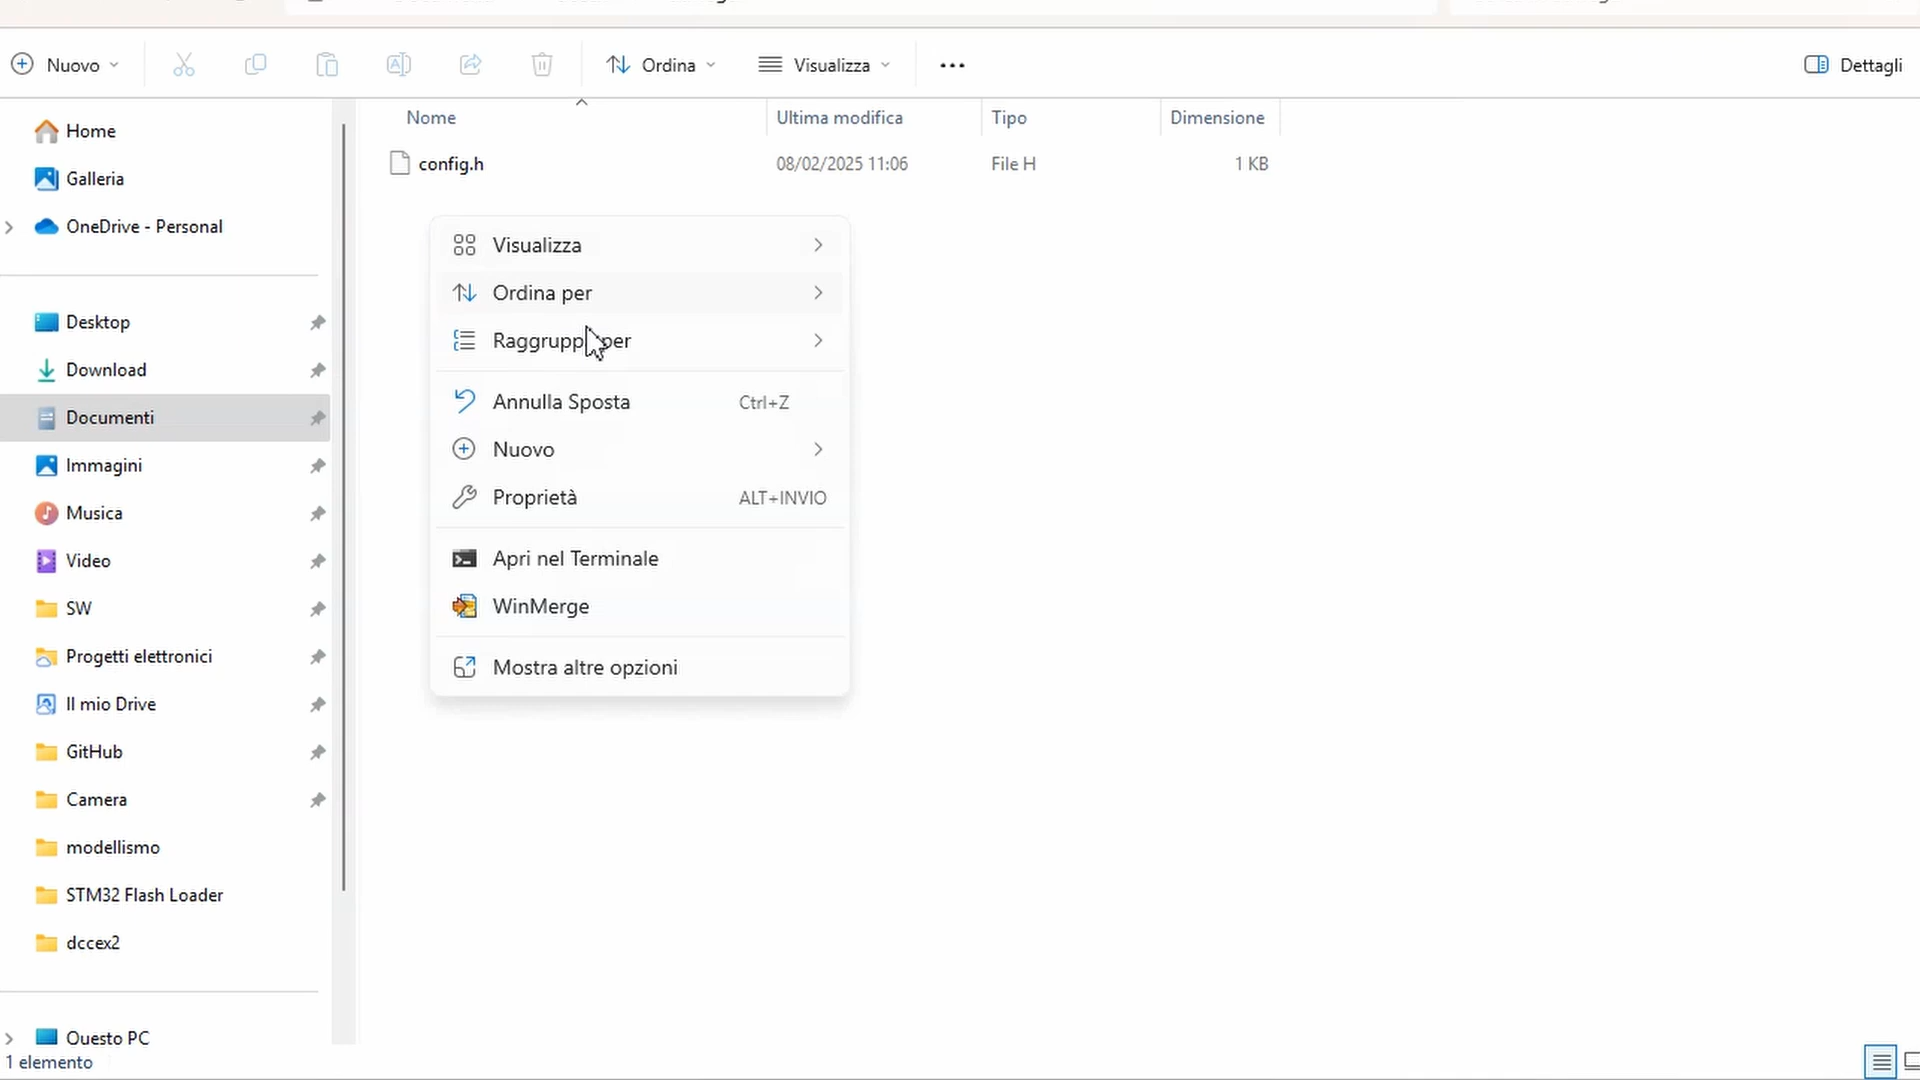 Nuovo
Ordina
Visualizza
Dettagli
Nome
Ultima modifica
Tipo
Dimensione
config.h
08/02/2025 11:06
File H
1 KB
Home
Galleria
OneDrive - Personal
Desktop
Download
Documenti
Immagini
Musica
Video
SW
Progetti elettronici
Il mio Drive
GitHub
Camera
modellismo
STM32 Flash Loader
dccex2
Questo PC
1 elemento
Visualizza
Ordina per
Raggruppa per
Annulla Sposta
Ctrl+Z
Nuovo
Proprietà
ALT+INVIO
Apri nel Terminale
WinMerge
Mostra altre opzioni